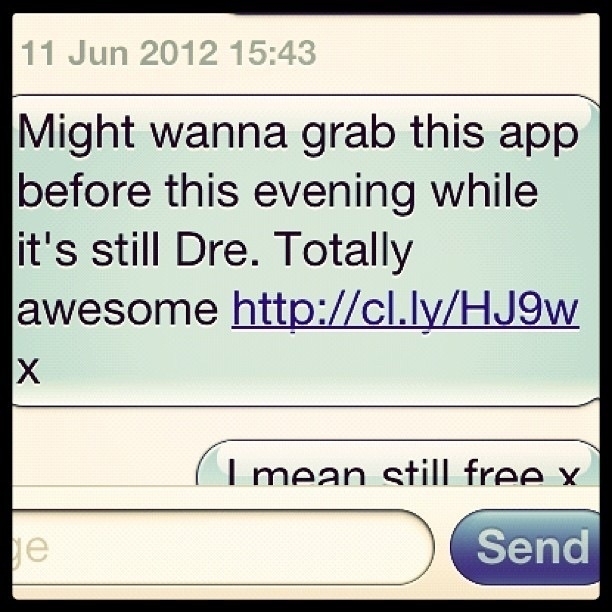 11 Jun 2012 15:43
Might wanna grab this app
before this evening while
it's still Dre. Totally
awesome http://cl.ly/HJ9w
x
I mean still free x
ge
Send